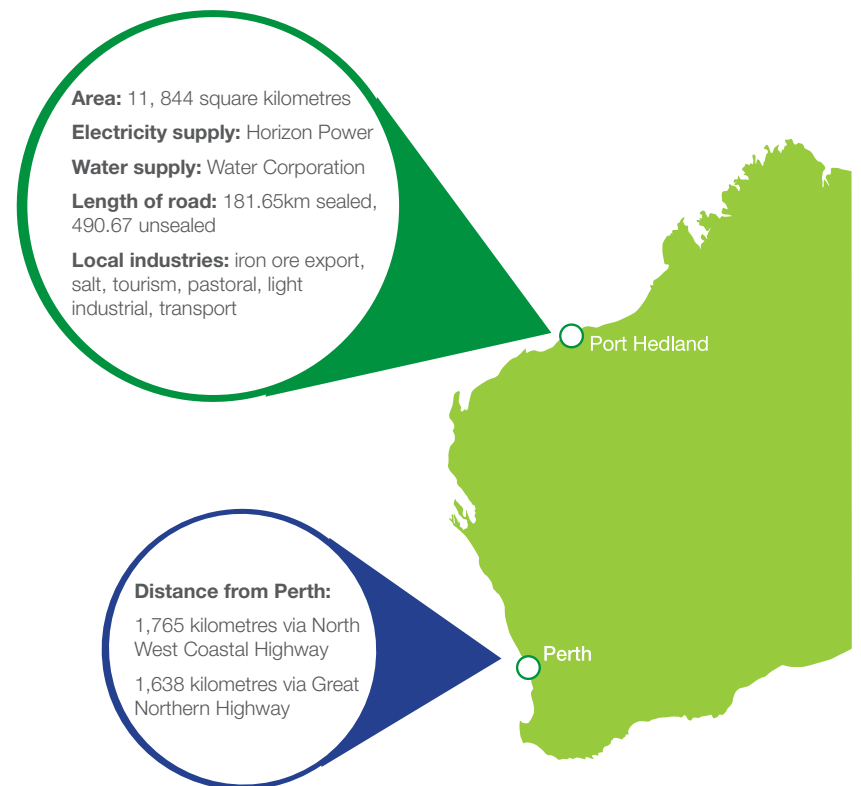 Area: 11, 844 square kilometres
Electricity supply: Horizon Power
Water supply: Water Corporation
Length of road: 181.65km sealed,
490.67 unsealed
Local industries: iron ore export,
salt, tourism, pastoral, light
industrial, transport
Port Hedland
Distance from Perth:
1,765 kilometres via North
West Coastal Highway
1,638 kilometres via Great
Northern Highway
Perth